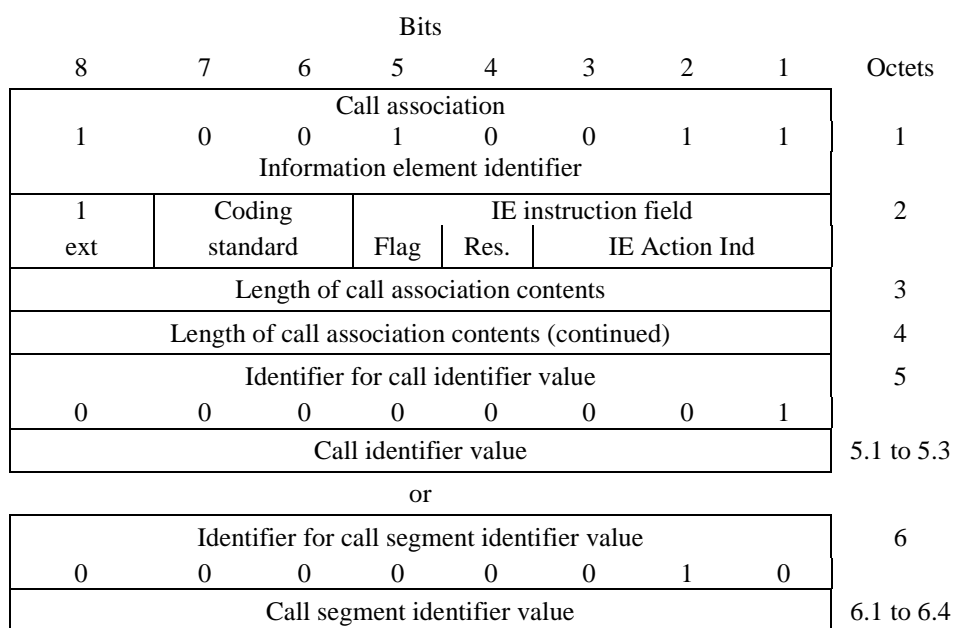 Bits
8 7 6 5 4 3 2 1 Octets
Call association
1 0 0 1 0 0 1 1 1
Information element identifier
1 Coding IE instruction field 2
ext standard Flag Res. IE Action Ind
Length of call association contents 3
Length of call association contents (continued) 4
Identifier for call identifier value 5
0 0 0 0 0 0 0 1
Call identifier value 5.1 to 5.3
or
Identifier for call segment identifier value 6
0 0 0 0 0 0 1 0
Call segment identifier value 6.1 to 6.4